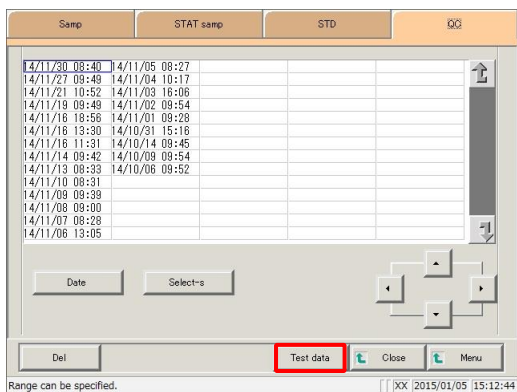 Samp STAT samp STD QC
14/11/30 08:40 14/11/05 08:27
14/11/27 09:49 14/11/04 10:17
14/11/21 10:52 14/11/03 16:06
14/11/19 09:49 14/11/02 09:54
14/11/16 18:56 14/11/01 09:28
14/11/16 13:30 14/10/31 15:16
14/11/16 11:31 14/10/14 09:45
14/11/14 09:42 14/10/09 09:54
14/11/13 08:33 14/10/06 09:52
14/11/10 08:31
14/11/09 09:39
14/11/08 09:00
14/11/07 08:28
14/11/06 13:05
Date Select-s
Del Test data Close Menu
Range can be specified. XX 2015/01/05 15:12:44